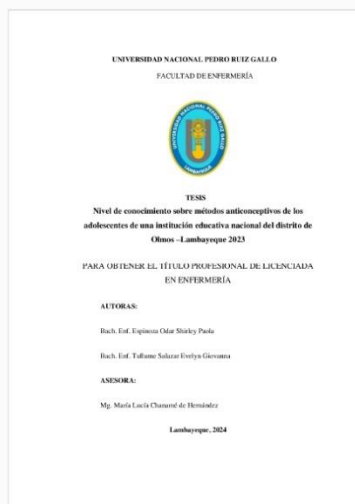 UNIVERSIDAD NACIONAL PEDRO RUIZ GALLO
FACULTAD DE ENFERMERÍA
TESIS
Nivel de conocimiento sobre métodos anticonceptivos de los
adolescentes de una institución educativa nacional del distrito de
Olmos –Lambayeque 2023
PARA OBTENER EL TÍTULO PROFESIONAL DE LICENCIADA
EN ENFERMERÍA
AUTORAS:
Bach. Enf. Espinoza Odar Shirley Paola
Bach. Enf. Tullume Salazar Evelyn Giovanna
ASESORA:
Mg. María Lucía Chanamé de Hernández
Lambayeque, 2024